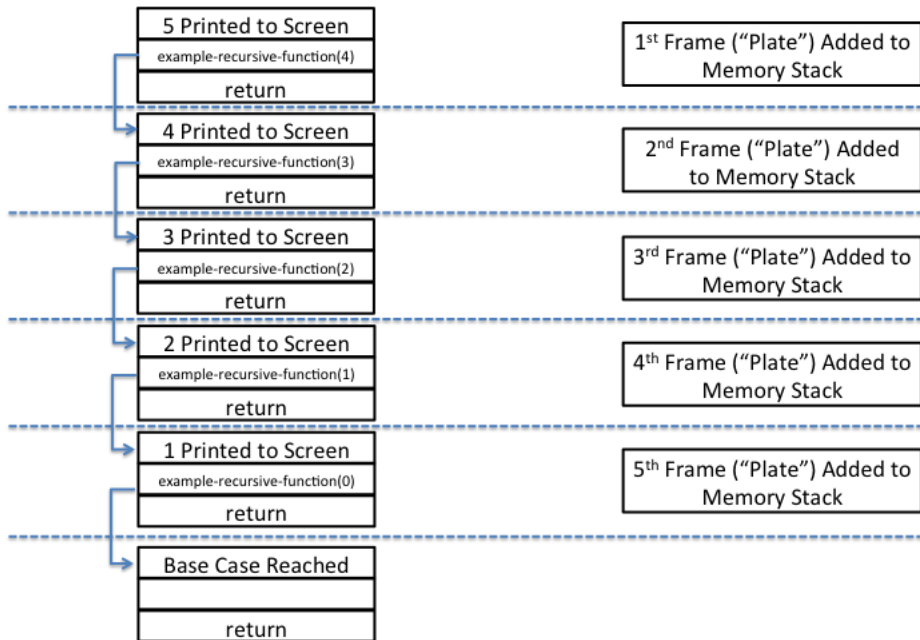 5 Printed to Screen
example-recursive-function(4)
return
1st Frame (“Plate”) Added to
Memory Stack
4 Printed to Screen
example-recursive-function(3)
return
2nd Frame (“Plate”) Added
to Memory Stack
3 Printed to Screen
example-recursive-function(2)
return
3rd Frame (“Plate”) Added to
Memory Stack
2 Printed to Screen
example-recursive-function(1)
return
4th Frame (“Plate”) Added to
Memory Stack
1 Printed to Screen
example-recursive-function(0)
return
5th Frame (“Plate”) Added to
Memory Stack
Base Case Reached
return